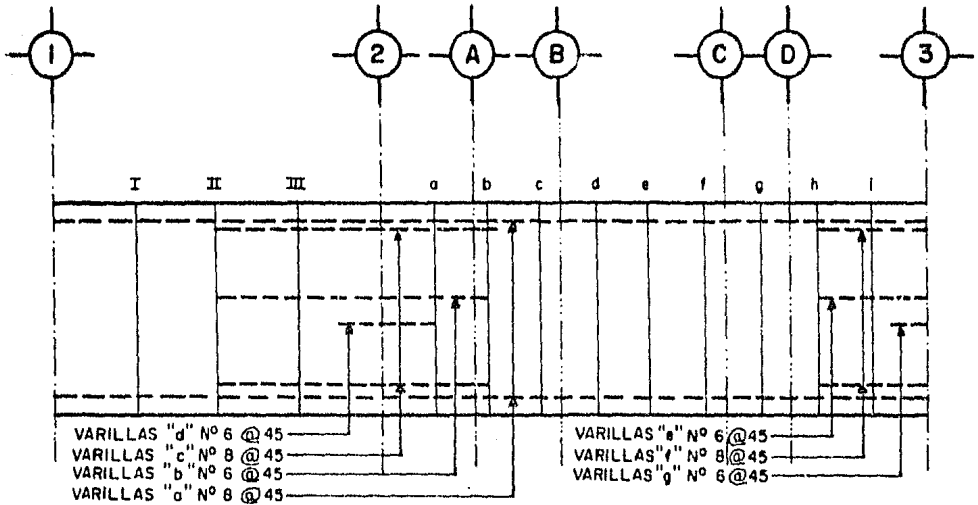 1 2 A B C D 3
I II III a b c d e f g h i
VARILLAS "d" Nº 6 @ 45
VARILLAS "c" Nº 8 @ 45
VARILLAS "b" Nº 6 @ 45
VARILLAS "a" Nº 8 @ 45
VARILLAS "e" Nº 6 @ 45
VARILLAS "f" Nº 8 @ 45
VARILLAS "g" Nº 6 @ 45